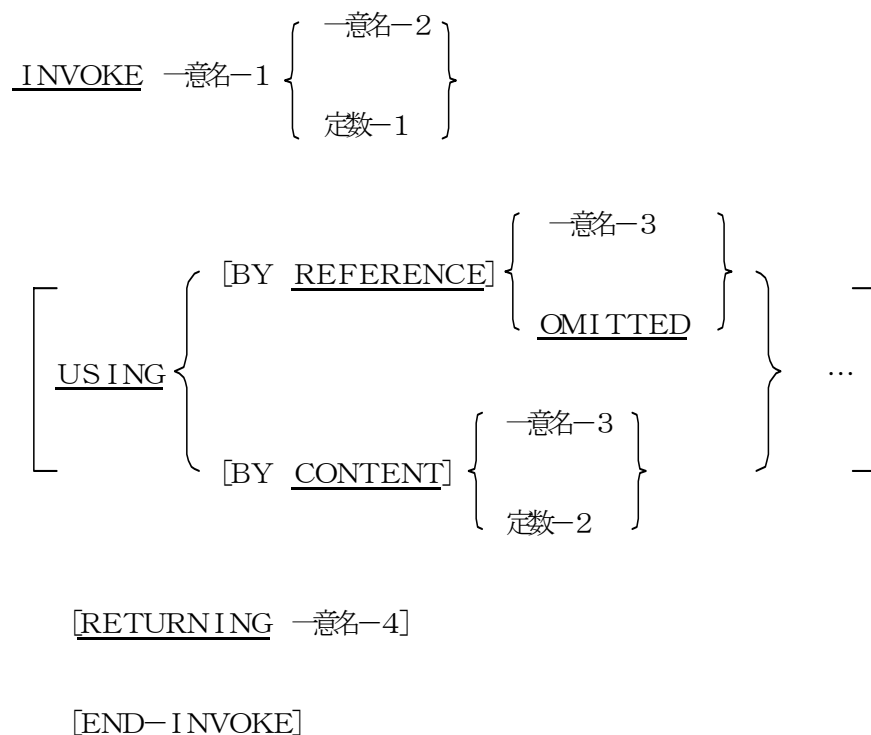 一意名－2
INVOKE 一意名－1
定数－1
一意名－3
[BY REFERENCE]
OMITTED
USING …
一意名－3
[BY CONTENT]
定数－2
[RETURNING 一意名－4]
[END－INVOKE]